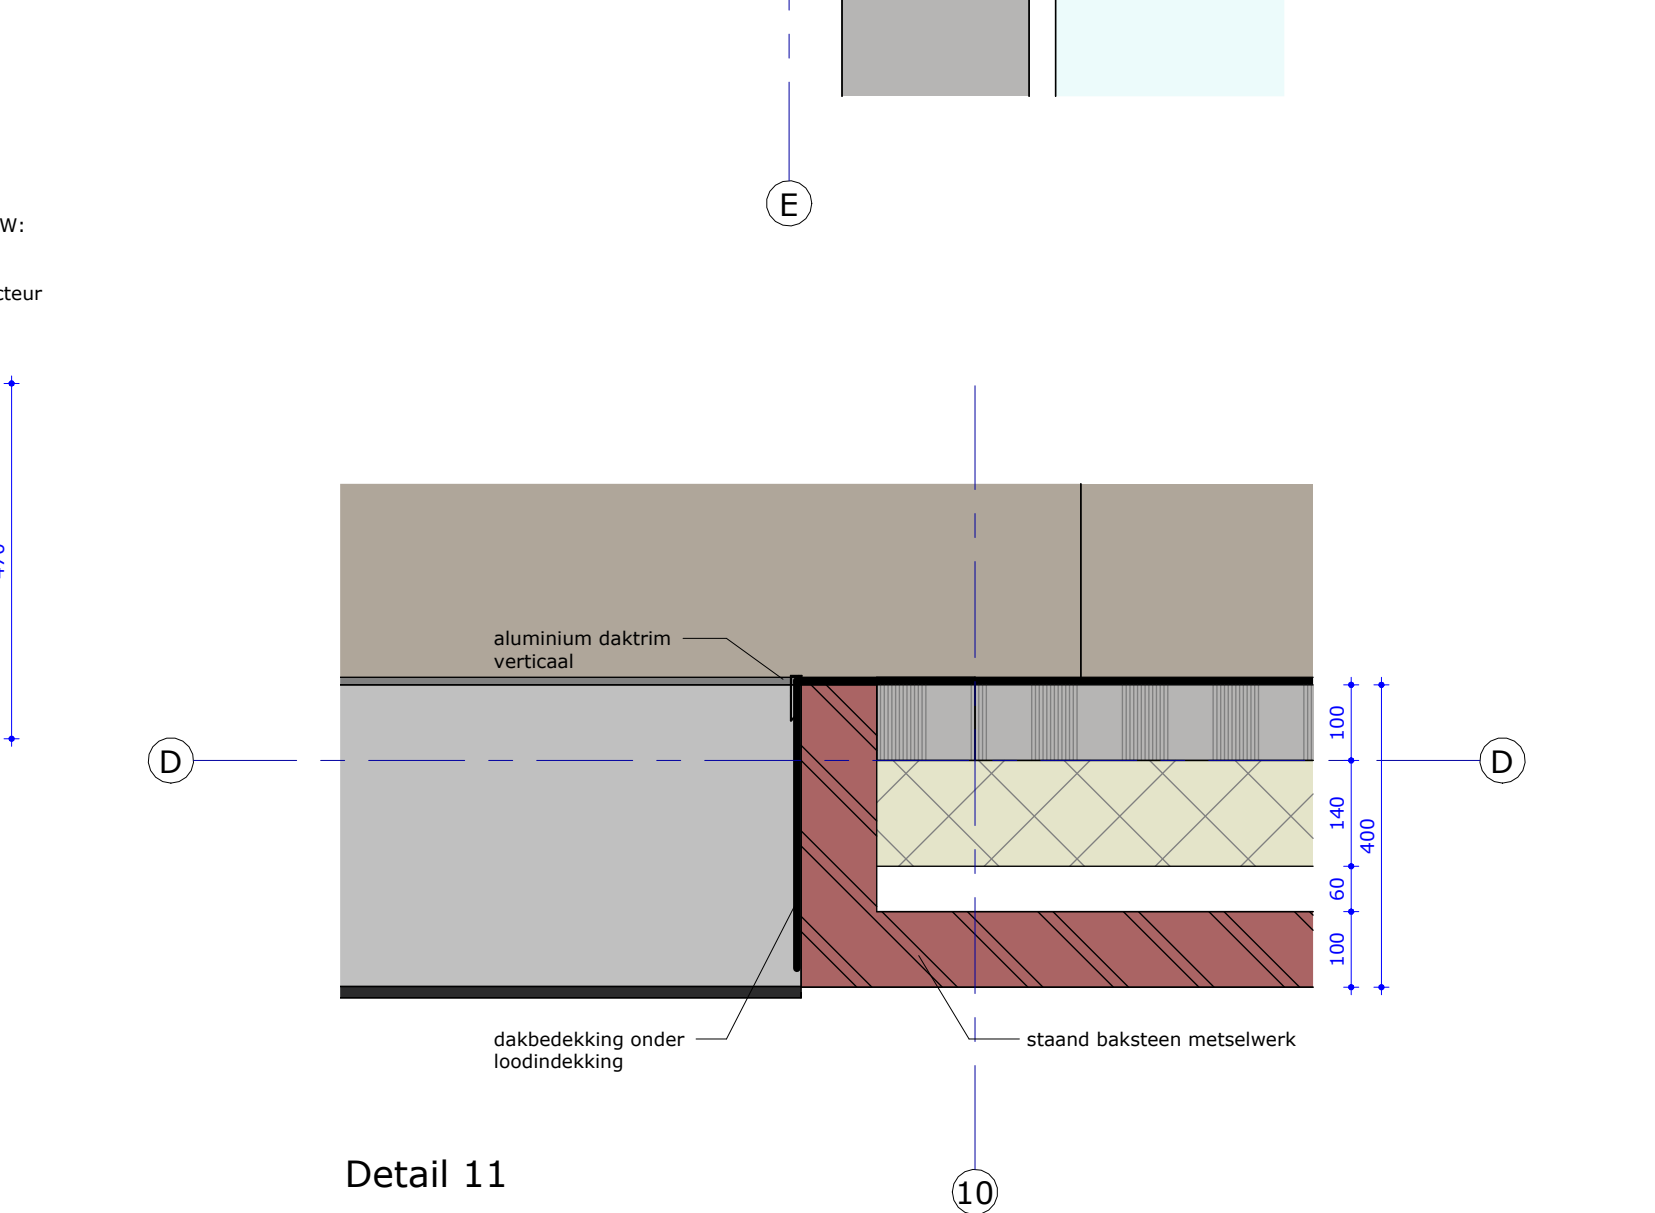 E
W:
cteur
aluminium daktrim
verticaal
100
D
D
140
400
60
100
dakbedekking onder
loodindekking
staand baksteen metselwerk
Detail 11
10